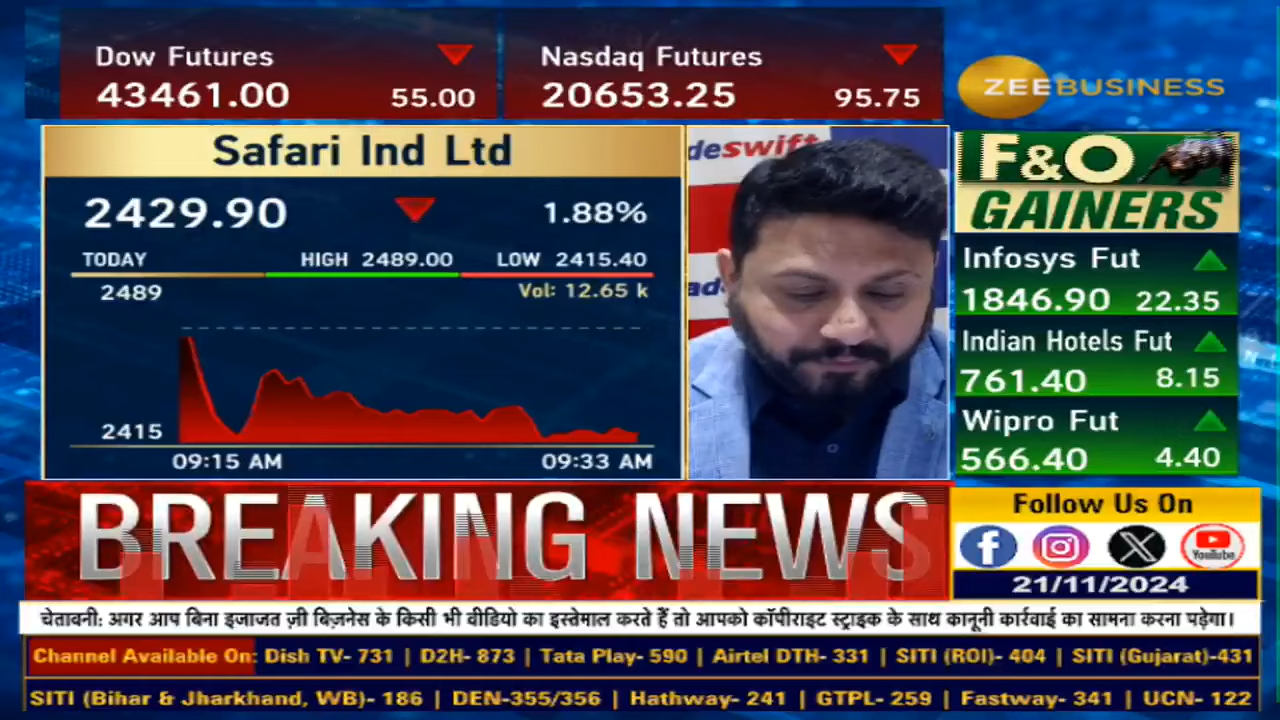 Dow Futures
43461.00 55.00
Nasdaq Futures
20653.25 95.75
ZEEBUSINESS
Safari Ind Ltd
2429.90 1.88%
TODAY HIGH 2489.00 LOW 2415.40
2489 Vol: 12.65 k
2415
09:15 AM 09:33 AM
deswift
ad
F&O
GAINERS
Infosys Fut
1846.90 22.35
Indian Hotels Fut
761.40 8.15
Wipro Fut
566.40 4.40
BREAKING NEWS
Follow Us On
YouTube
21/11/2024
चेतावनी: अगर आप बिना इजाजत ज़ी बिज़नेस के किसी भी वीडियो का इस्तेमाल करते हैं तो आपको कॉपीराइट स्ट्राइक के साथ कानूनी कार्रवाई का सामना करना पड़ेगा।
Channel Available On: Dish TV- 731 | D2H- 873 | Tata Play- 590 | Airtel DTH- 331 | SITI (ROI)- 404 | SITI (Gujarat)-431
SITI (Bihar & Jharkhand, WB)- 186 | DEN-355/356 | Hathway- 241 | GTPL- 259 | Fastway- 341 | UCN- 122